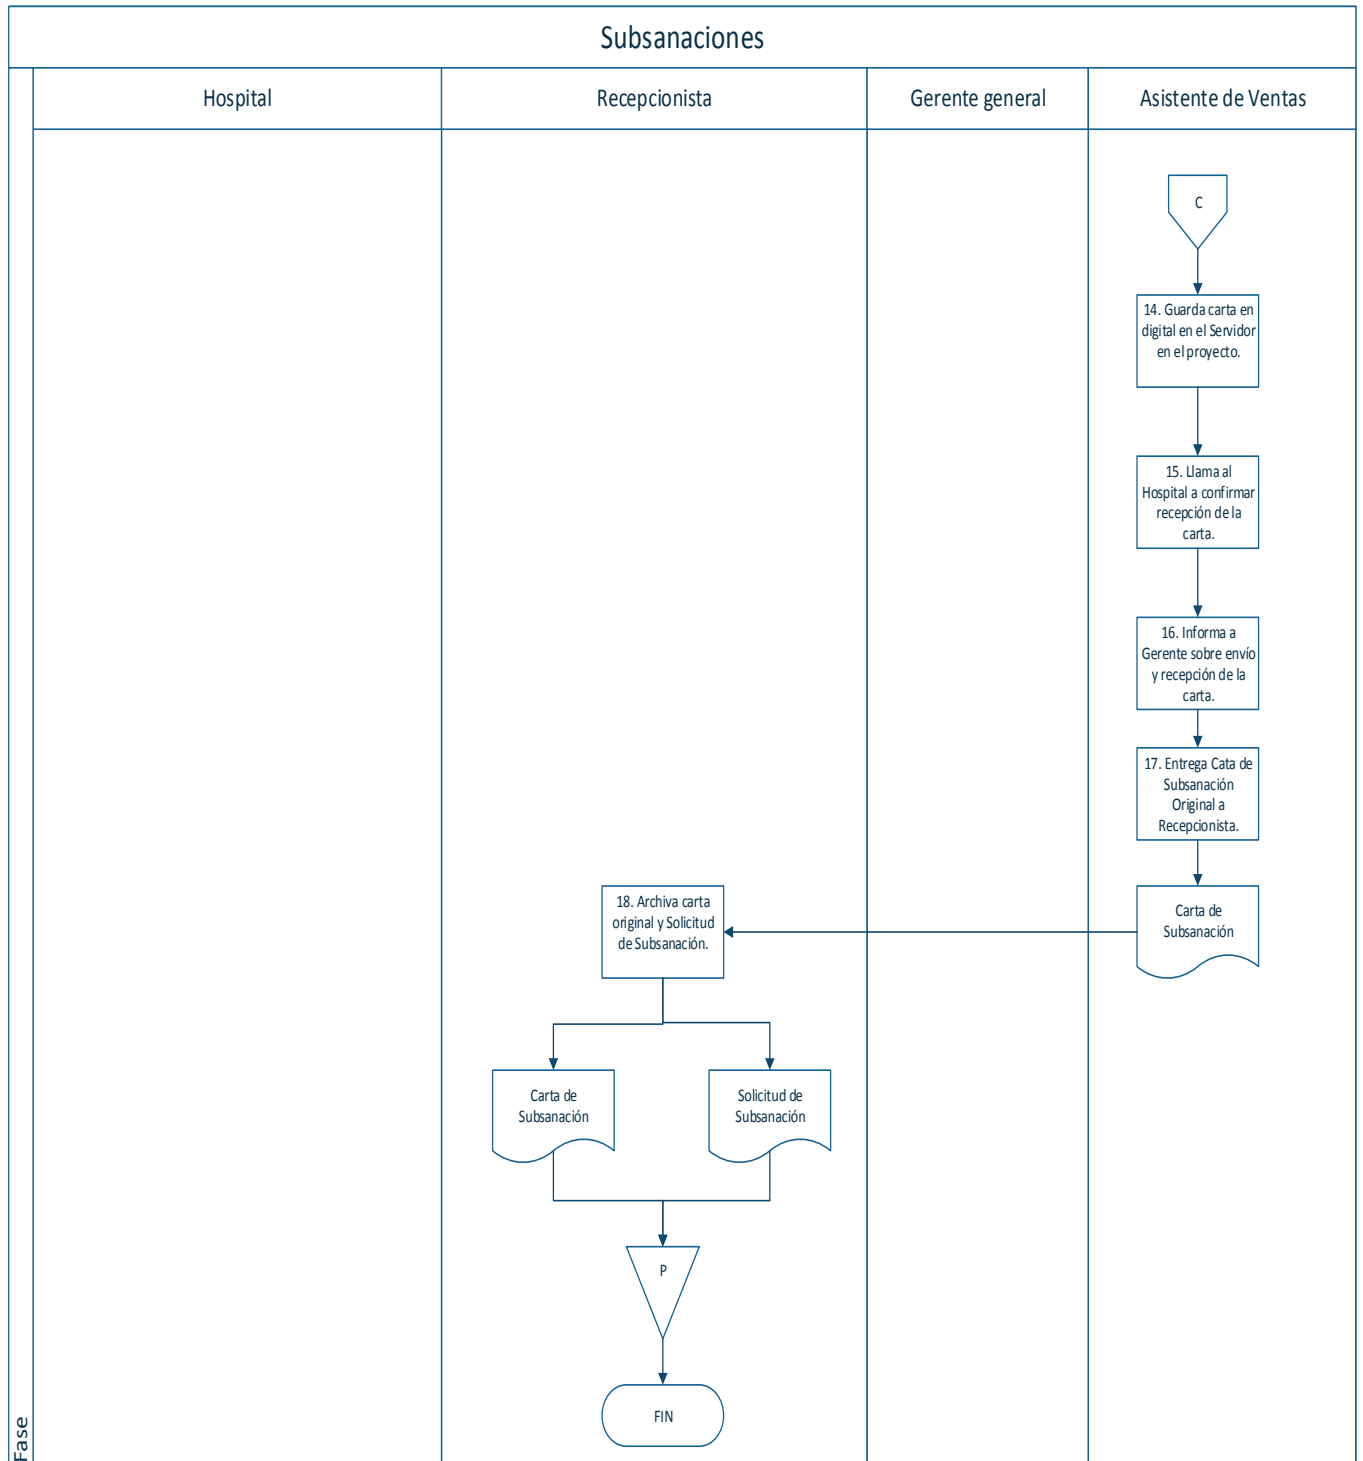 Subsanaciones
Hospital
Recepcionista
Gerente general
Asistente de Ventas
C
14. Guarda carta en
digital en el Servidor
en el proyecto.
15. Llama al
Hospital a confirmar
recepción de la
carta.
16. Informa a
Gerente sobre envío
y recepción de la
carta.
17. Entrega Cata de
Subsanación
Original a
Recepcionista.
Carta de
Subsanación
18. Archiva carta
original y Solicitud
de Subsanación.
Carta de
Subsanación
Solicitud de
Subsanación
P
FIN
Fase